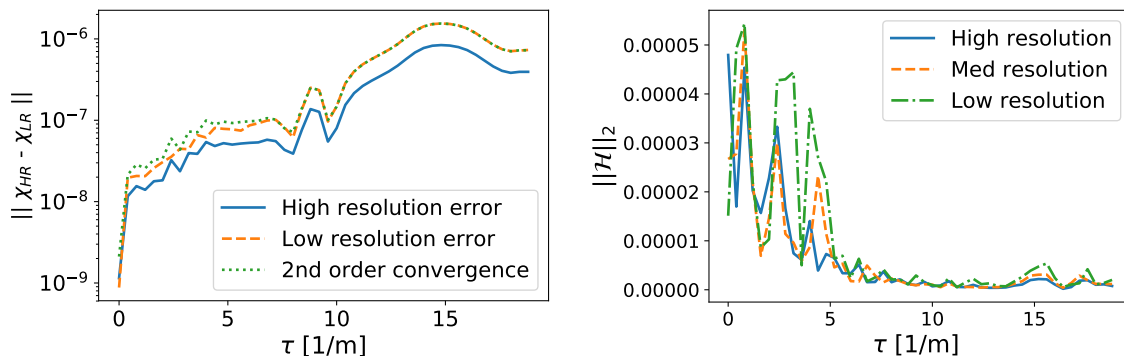 || χHR - χLR ||
10⁻⁶
10⁻⁷
10⁻⁸
10⁻⁹
High resolution error
Low resolution error
2nd order convergence
0 5 10 15
τ [1/m]
||ℋ||₂
0.00005
0.00004
0.00003
0.00002
0.00001
0.00000
High resolution
Med resolution
Low resolution
0 5 10 15
τ [1/m]